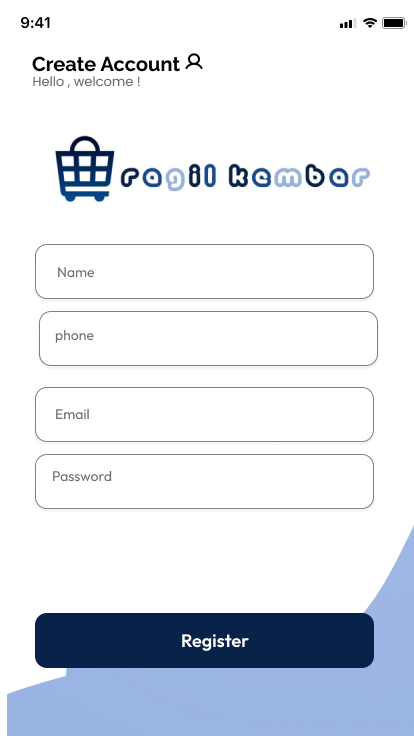 9:41
Create Account
Hello , welcome !
ragil kembar
Name
phone
Email
Password
Register